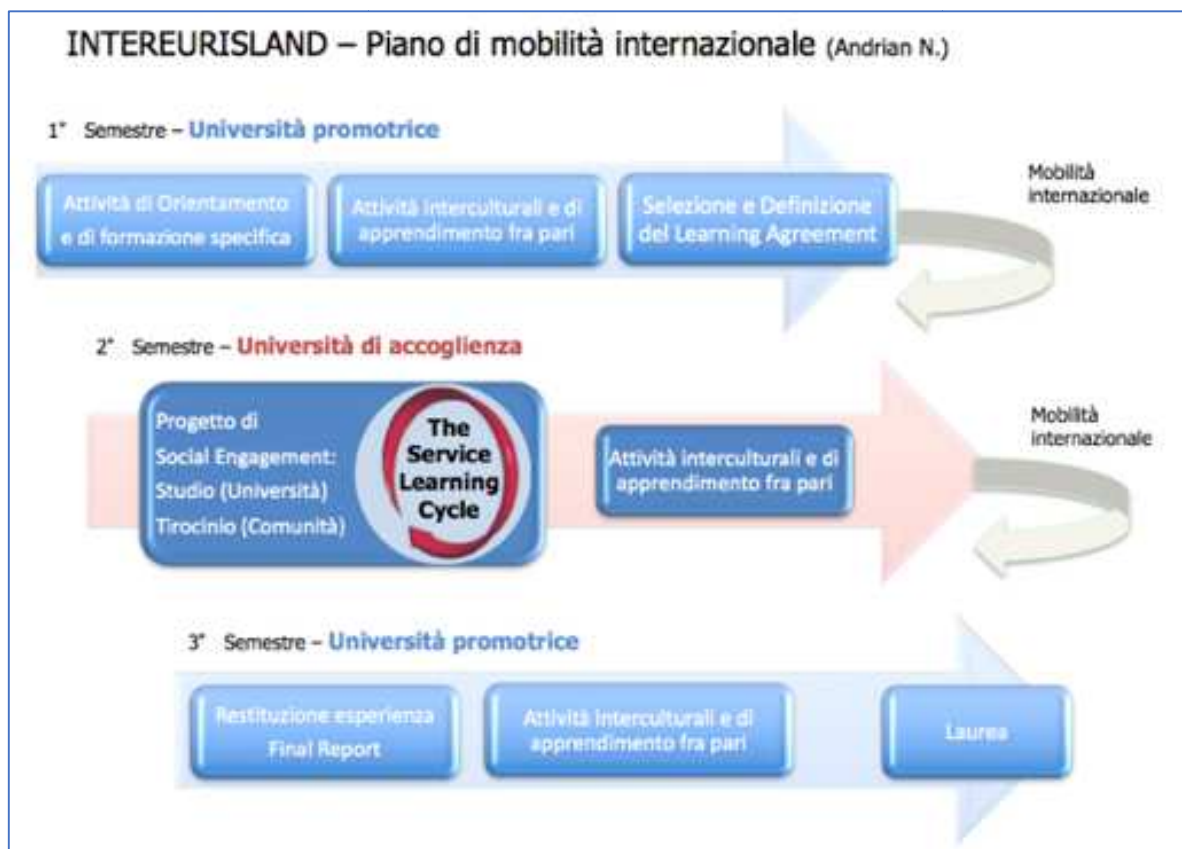 INTEREURISLAND – Piano di mobilità internazionale (Andrian N.)
1° Semestre – Università promotrice
Attività di Orientamento
e di formazione specifica
Attività interculturali e di
apprendimento fra pari
Selezione e Definizione
del Learning Agreement
Mobilità
internazionale
2° Semestre – Università di accoglienza
Progetto di
Social Engagement:
Studio (Università)
Tirocinio (Comunità)
The
Service
Learning
Cycle
Attività interculturali e di
apprendimento fra pari
Mobilità
internazionale
3° Semestre – Università promotrice
Restituzione esperienza
Final Report
Attività interculturali e di
apprendimento fra pari
Laurea